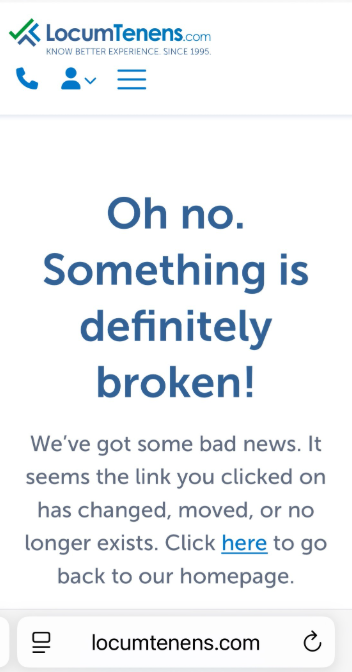 LocumTenens.com
KNOW BETTER EXPERIENCE. SINCE 1995.
Oh no.
Something is
definitely
broken!
We've got some bad news. It
seems the link you clicked on
has changed, moved, or no
longer exists. Click here to go
back to our homepage.
locumtenens.com